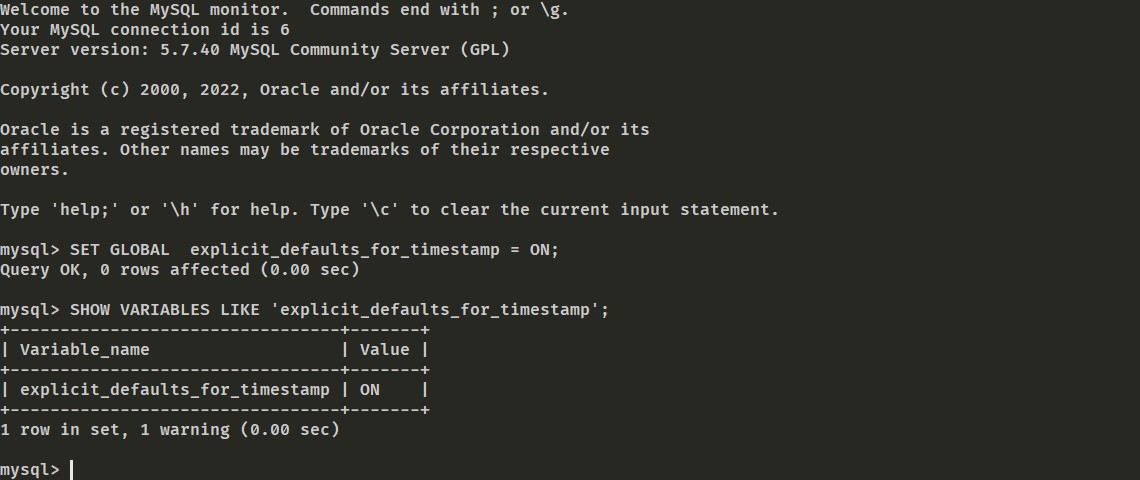 Welcome to the MySQL monitor.  Commands end with ; or \g.
Your MySQL connection id is 6
Server version: 5.7.40 MySQL Community Server (GPL)

Copyright (c) 2000, 2022, Oracle and/or its affiliates.

Oracle is a registered trademark of Oracle Corporation and/or its
affiliates. Other names may be trademarks of their respective
owners.

Type 'help;' or '\h' for help. Type '\c' to clear the current input statement.

mysql> SET GLOBAL  explicit_defaults_for_timestamp = ON;
Query OK, 0 rows affected (0.00 sec)

mysql> SHOW VARIABLES LIKE 'explicit_defaults_for_timestamp';
+---------------------------------+-------+
| Variable_name                   | Value |
+---------------------------------+-------+
| explicit_defaults_for_timestamp | ON    |
+---------------------------------+-------+
1 row in set, 1 warning (0.00 sec)

mysql>